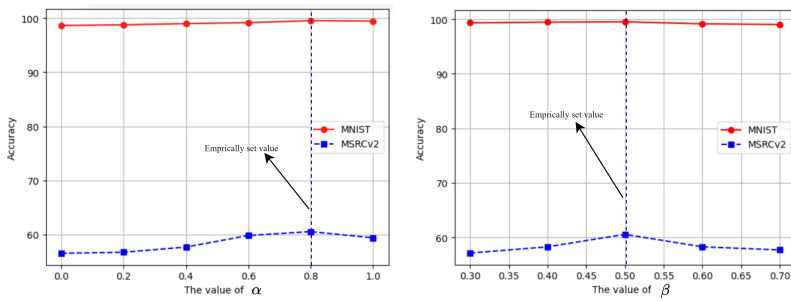 100
90
80
70
60
Accuracy
0.0 0.2 0.4 0.6 0.8 1.0
The value of α
Emprically set value
MNIST
MSRCv2
100
90
80
70
60
Accuracy
0.30 0.35 0.40 0.45 0.50 0.55 0.60 0.65 0.70
The value of β
Emprically set value
MNIST
MSRCv2